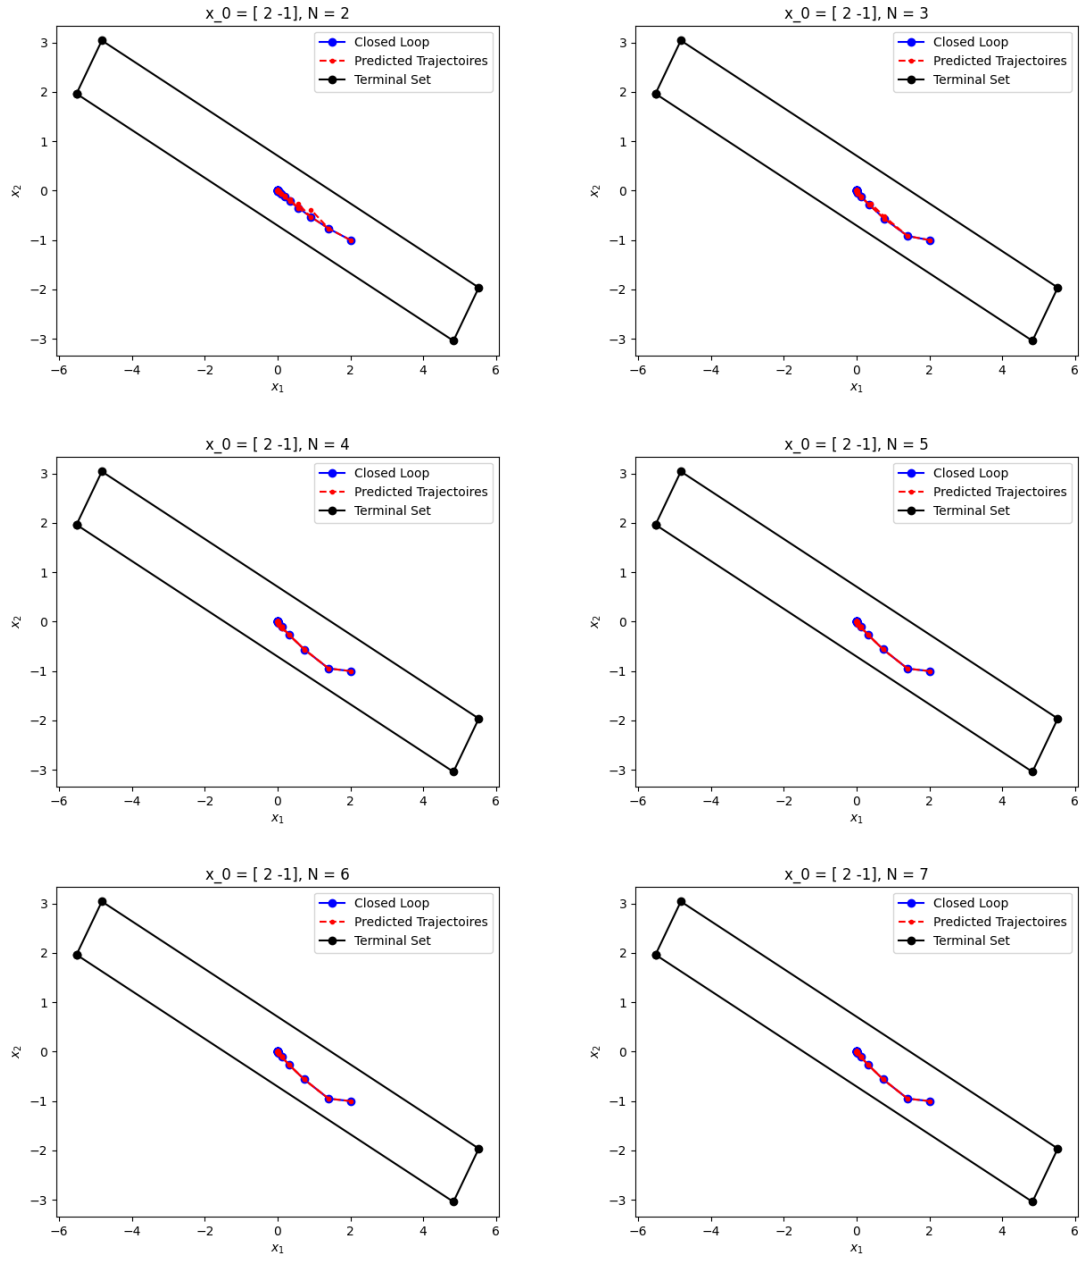 x_0 = [ 2 -1], N = 2
3
2
1
0
−1
−2
−3
−6
−4
−2
0
2
4
6
x₂
x₁
Closed Loop
Predicted Trajectoires
Terminal Set
x_0 = [ 2 -1], N = 3
3
2
1
0
−1
−2
−3
−6
−4
−2
0
2
4
6
x₂
x₁
Closed Loop
Predicted Trajectoires
Terminal Set
x_0 = [ 2 -1], N = 4
3
2
1
0
−1
−2
−3
−6
−4
−2
0
2
4
6
x₂
x₁
Closed Loop
Predicted Trajectoires
Terminal Set
x_0 = [ 2 -1], N = 5
3
2
1
0
−1
−2
−3
−6
−4
−2
0
2
4
6
x₂
x₁
Closed Loop
Predicted Trajectoires
Terminal Set
x_0 = [ 2 -1], N = 6
3
2
1
0
−1
−2
−3
−6
−4
−2
0
2
4
6
x₂
x₁
Closed Loop
Predicted Trajectoires
Terminal Set
x_0 = [ 2 -1], N = 7
3
2
1
0
−1
−2
−3
−6
−4
−2
0
2
4
6
x₂
x₁
Closed Loop
Predicted Trajectoires
Terminal Set